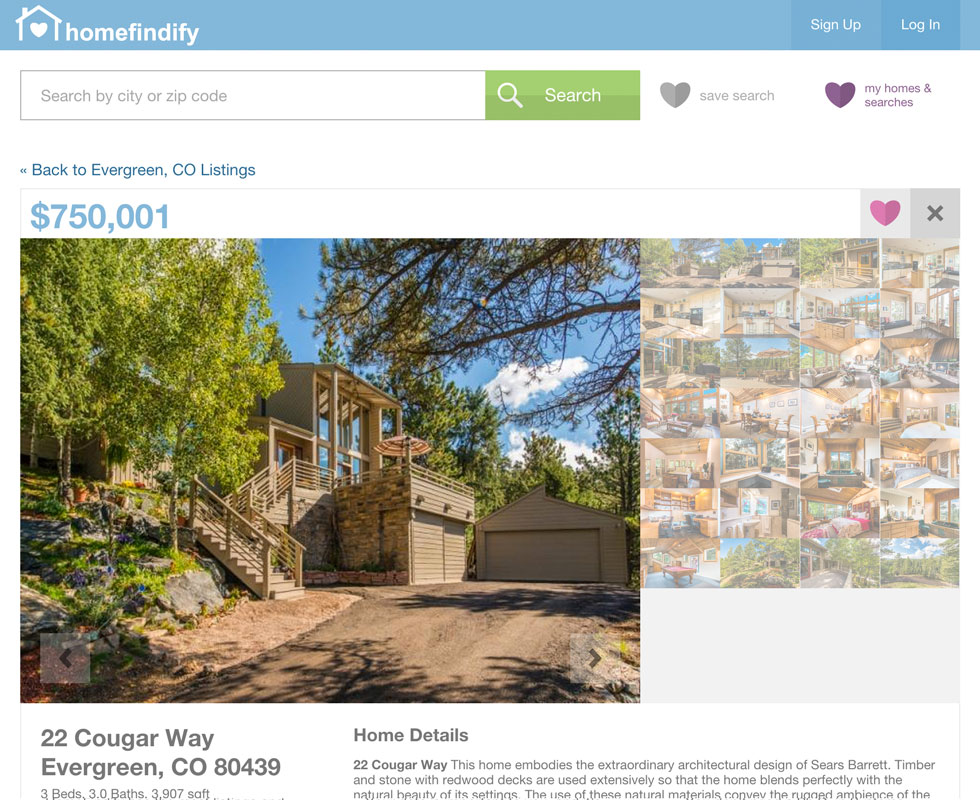 homefindify
Sign Up
Log In
Search by city or zip code
Search
save search
my homes &
searches
« Back to Evergreen, CO Listings
$750,001
22 Cougar Way
Evergreen, CO 80439
3 Beds, 3.0 Baths, 3,907 sqft
Home Details
22 Cougar Way This home embodies the extraordinary architectural design of Sears Barrett. Timber
and stone with redwood decks are used extensively so that the home blends perfectly with the
natural beauty of its settings. The use of these natural materials convey the rugged ambience of the